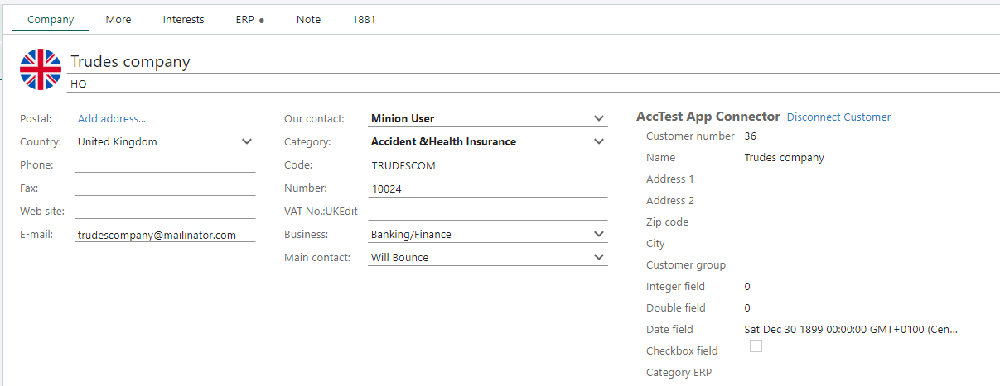 Company More Interests ERP Note 1881
Trudes company
HQ
Postal: Add address...
Country: United Kingdom
Phone:
Fax:
Web site:
E-mail: trudescompany@mailinator.com
Our contact: Minion User
Category: Accident &Health Insurance
Code: TRUDESCOM
Number: 10024
VAT No.:UKEdit
Business: Banking/Finance
Main contact: Will Bounce
AccTest App Connector Disconnect Customer
Customer number 36
Name Trudes company
Address 1
Address 2
Zip code
City
Customer group
Integer field 0
Double field 0
Date field Sat Dec 30 1899 00:00:00 GMT+0100 (Cen...
Checkbox field
Category ERP